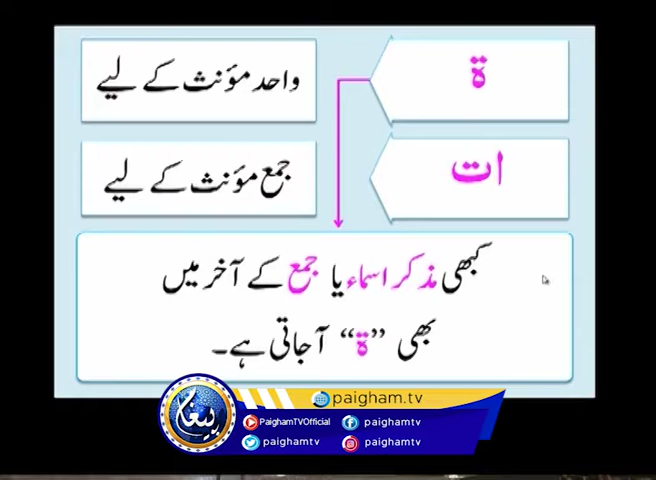 ة
واحد مؤنث کے لیے
ات
جمع مؤنث کے لیے
کبھی مذکر اسماء یا جمع کے آخر میں
بھی ”ة“ آجاتی ہے۔
پیغام
paigham.tv
PaighamTVOfficial
paighamtv
paighamtv
paighamtv